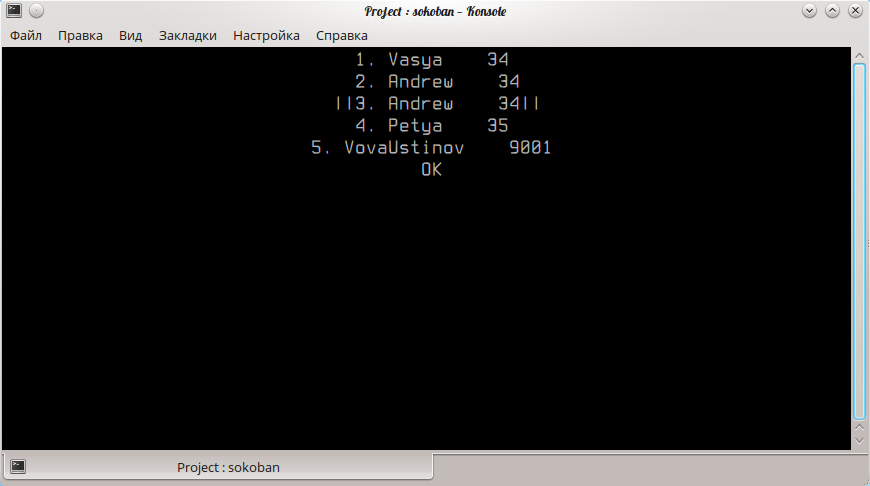 Project : sokoban – Konsole
Файл Правка Вид Закладки Настройка Справка
1. Vasya 34
2. Andrew 34
||3. Andrew 34||
4. Petya 35
5. VovaUstinov 9001
OK
Project : sokoban